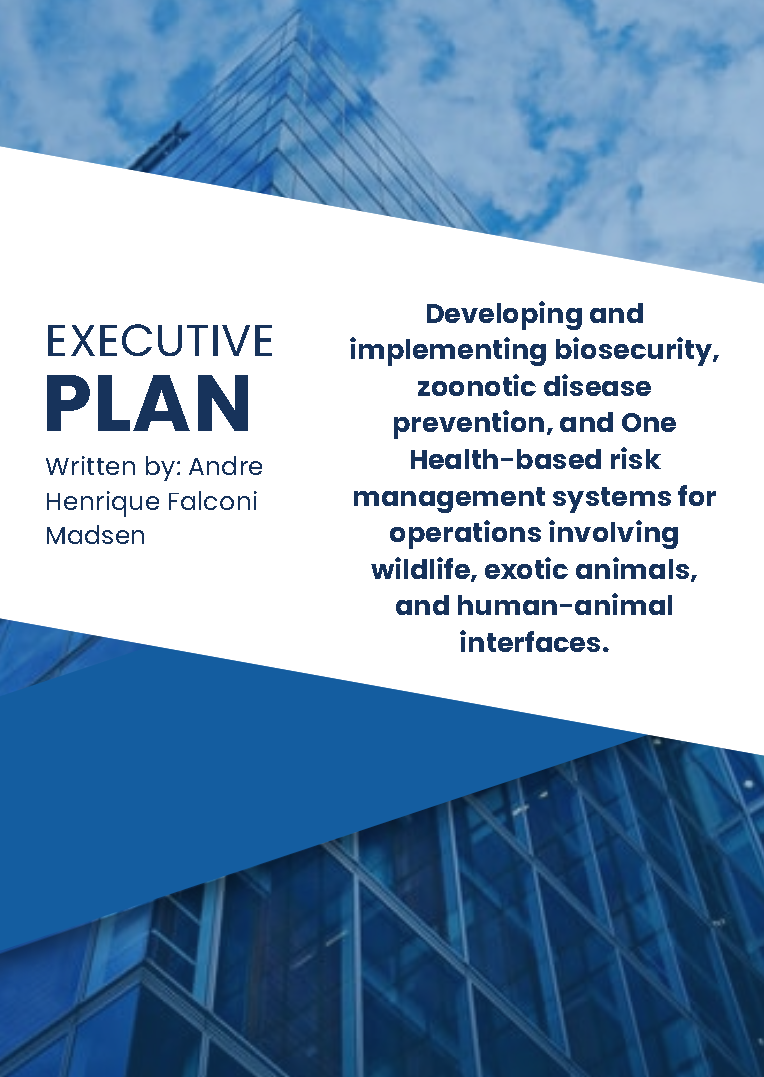 EXECUTIVE
PLAN
Written by: Andre
Henrique Falconi
Madsen
Developing and
implementing biosecurity,
zoonotic disease
prevention, and One
Health-based risk
management systems for
operations involving
wildlife, exotic animals,
and human-animal
interfaces.